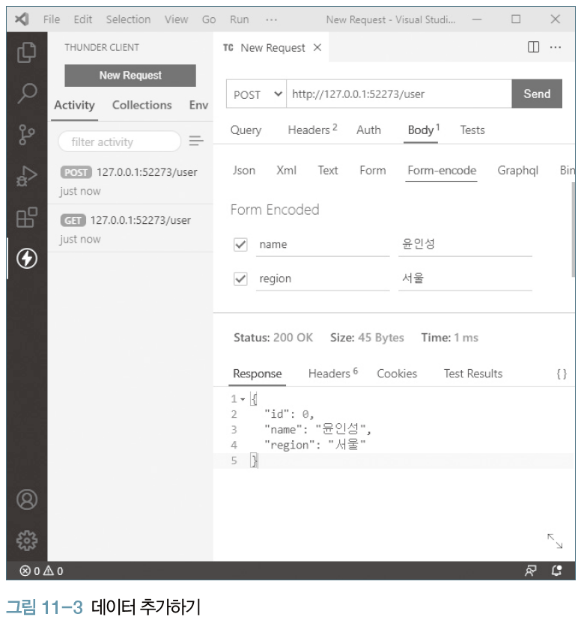 File Edit Selection View Go Run ··· New Request - Visual Studi...
THUNDER CLIENT
New Request
Activity Collections Env
filter activity
POST 127.0.0.1:52273/user
just now
GET 127.0.0.1:52273/user
just now
TC New Request ×
POST http://127.0.0.1:52273/user Send
Query Headers 2 Auth Body 1 Tests
Json Xml Text Form Form-encode Graphql Bin
Form Encoded
name 윤인성
region 서울
Status: 200 OK Size: 45 Bytes Time: 1 ms
Response Headers 6 Cookies Test Results {}
1 {
2 "id": 0,
3 "name": "윤인성",
4 "region": "서울"
5 }
0 0
그림 11-3 데이터 추가하기